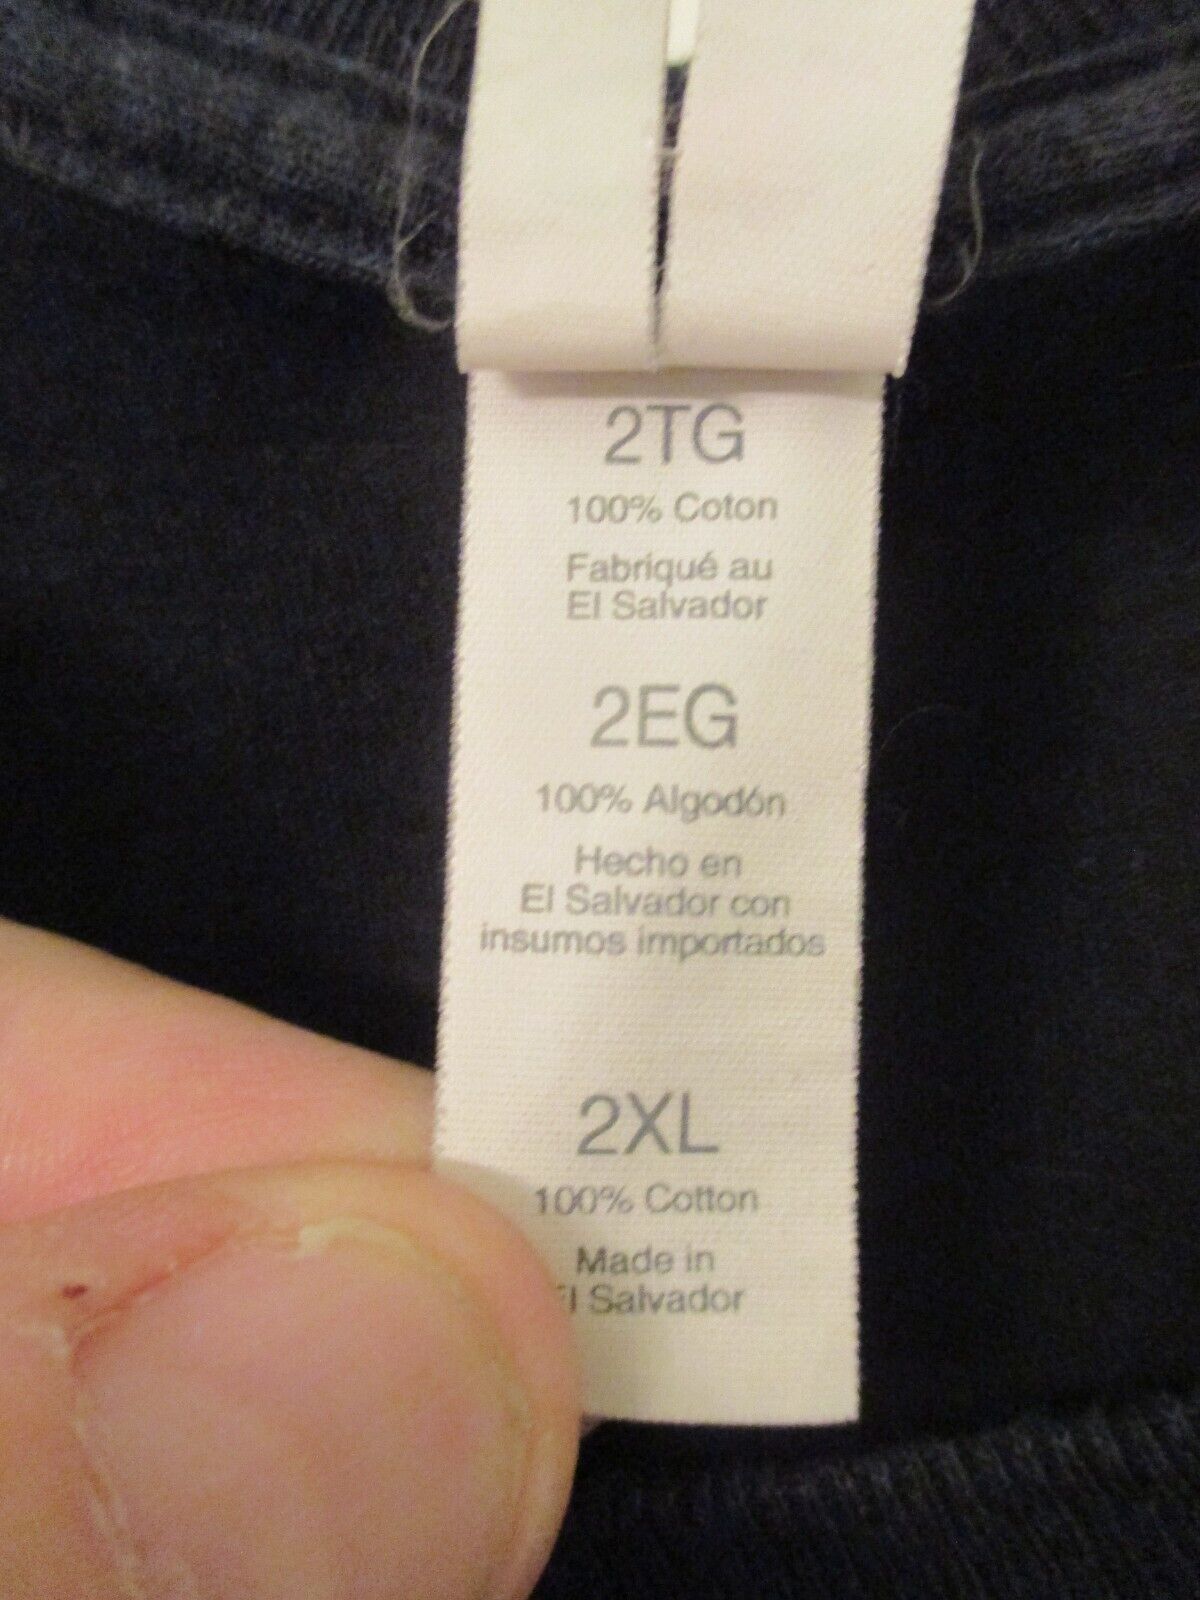 2TG
100% Coton
Fabriqué au
El Salvador
2EG
100% Algodón
Hecho en
El Salvador con
insumos importados
2XL
100% Cotton
Made in
El Salvador